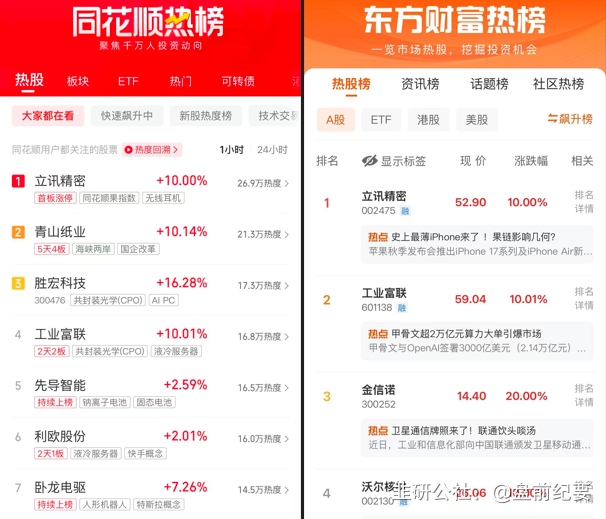 同花顺热榜
聚焦千万人投资动向
热股 板块 ETF 热门 可转债
大家都在看 快速飙升中 新股热度榜 技术交易
同花顺用户都关注的股票 热度回溯 > 1小时 24小时
1 立讯精密 +10.00% 26.9万热度 >
首板涨停 同花顺果指数 无线耳机
2 青山纸业 +10.14% 21.3万热度 >
5天4板 海峡两岸 国企改革
3 胜宏科技 +16.28% 17.3万热度 >
300476 共封装光学(CPO) AI PC
4 工业富联 +10.01% 16.8万热度 >
2天2板 共封装光学(CPO) 液冷服务器
5 先导智能 +2.59% 16.5万热度 >
持续上榜 钠离子电池 固态电池
6 利欧股份 +2.01% 16.0万热度 >
2天1板 液冷服务器 快手概念
7 卧龙电驱 +7.26% 14.5万热度 >
持续上榜 人形机器人 特斯拉概念
东方财富热榜
一览市场热股，挖掘投资机会
热股榜 资讯榜 话题榜 社区热榜
A股 ETF 港股 美股 飙升榜
排名 显示标签 现价 涨跌幅 相关
1 立讯精密 52.90 10.00% 排名
002475 融 详情
热点 史上最薄iPhone来了！果链影响几何？
苹果秋季发布会推出iPhone 17系列及iPhone Air新...
2 工业富联 59.04 10.01% 排名
601138 融 详情
热点 甲骨文超2万亿元算力大单引爆市场
甲骨文与OpenAI签署3000亿美元（2.14万亿元）...
3 金信诺 14.40 20.00% 排名
300252 详情
热点 卫星通信牌照来了！联通饮头啖汤
近日，工业和信息化部向中国联通颁发卫星移动通...
4 沃尔核材
002130 融 详情
韭研公社 @盘前纪要